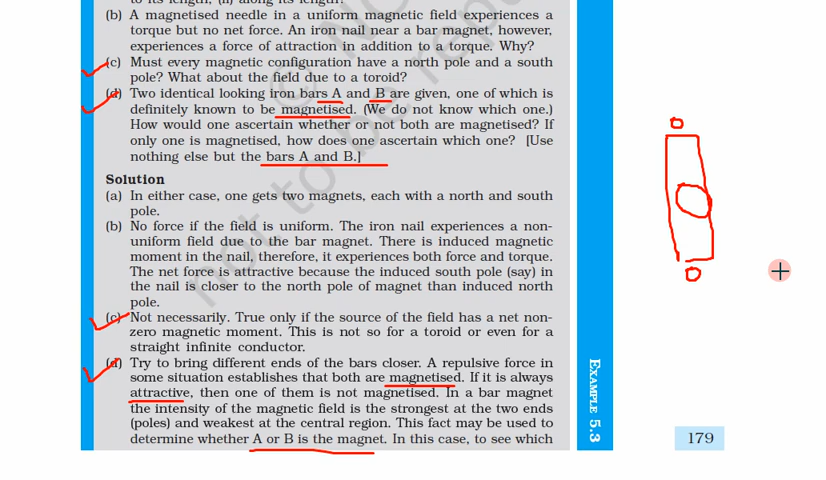 to its length, (ii) along its length?
(b) A magnetised needle in a uniform magnetic field experiences a
torque but no net force. An iron nail near a bar magnet, however,
experiences a force of attraction in addition to a torque. Why?
(c) Must every magnetic configuration have a north pole and a south
pole? What about the field due to a toroid?
(d) Two identical looking iron bars A and B are given, one of which is
definitely known to be magnetised. (We do not know which one.)
How would one ascertain whether or not both are magnetised? If
only one is magnetised, how does one ascertain which one? [Use
nothing else but the bars A and B.]
Solution
(a) In either case, one gets two magnets, each with a north and south
pole.
(b) No force if the field is uniform. The iron nail experiences a non-
uniform field due to the bar magnet. There is induced magnetic
moment in the nail, therefore, it experiences both force and torque.
The net force is attractive because the induced south pole (say) in
the nail is closer to the north pole of magnet than induced north
pole.
(c) Not necessarily. True only if the source of the field has a net non-
zero magnetic moment. This is not so for a toroid or even for a
straight infinite conductor.
(d) Try to bring different ends of the bars closer. A repulsive force in
some situation establishes that both are magnetised. If it is always
attractive, then one of them is not magnetised. In a bar magnet
the intensity of the magnetic field is the strongest at the two ends
(poles) and weakest at the central region. This fact may be used to
determine whether A or B is the magnet. In this case, to see which
EXAMPLE 5.3
179
not to be rep
© NC